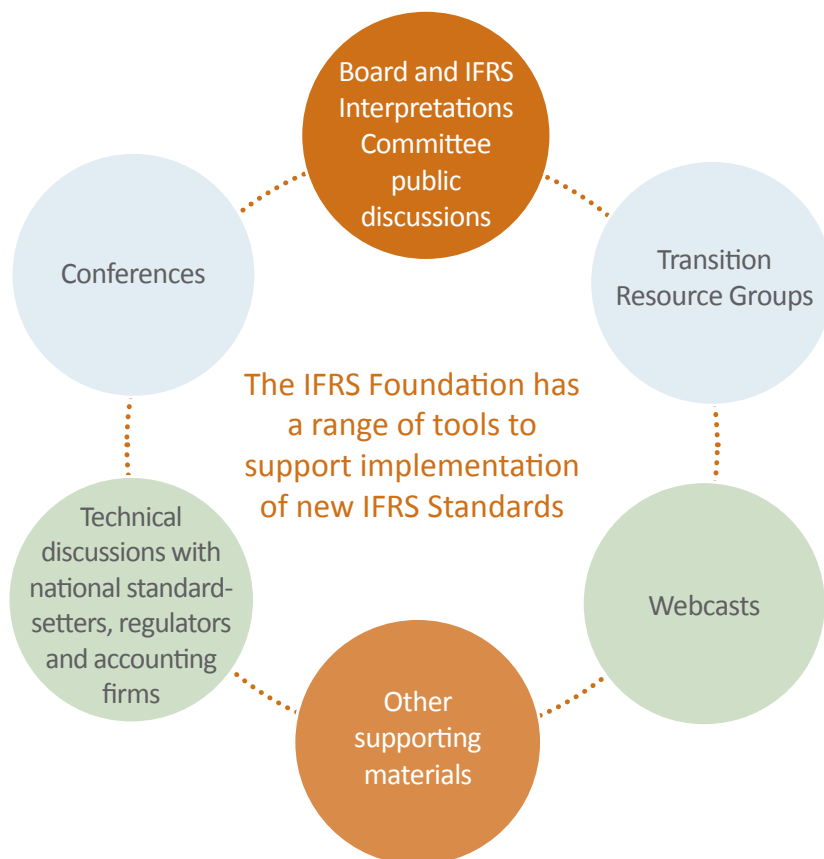 Board and IFRS
Interpretations
Committee
public
discussions
Conferences
Transition
Resource Groups
The IFRS Foundation has
a range of tools to
support implementation
of new IFRS Standards
Technical
discussions with
national standard-
setters, regulators
and accounting
firms
Webcasts
Other
supporting
materials